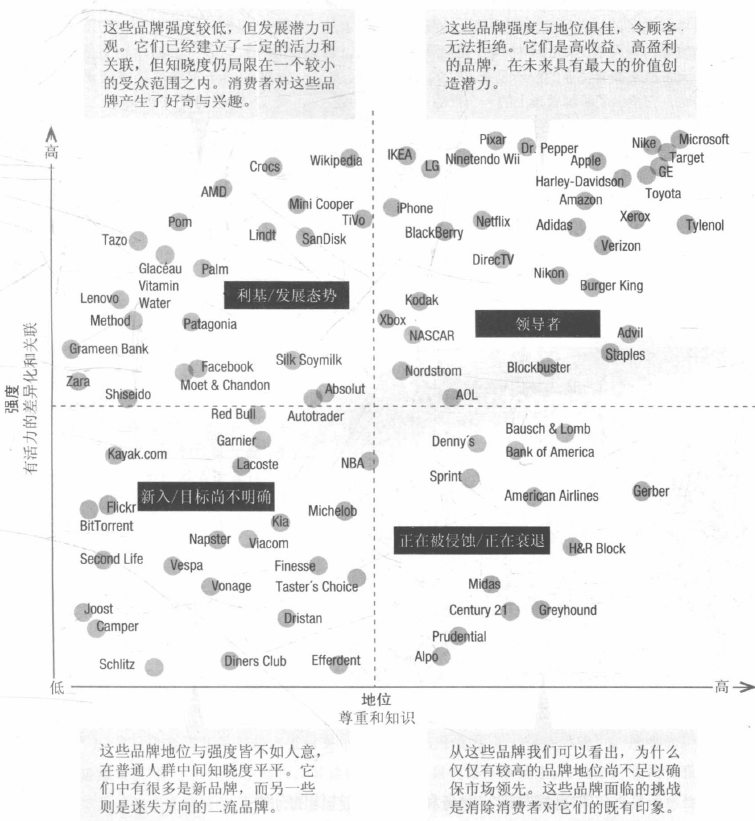 这些品牌强度较低，但发展潜力可
观。它们已经建立了一定的活力和
关联，但知晓度仍局限在一个较小
的受众范围之内。消费者对这些品
牌产生了好奇与兴趣。
这些品牌强度与地位俱佳，令顾客
无法拒绝。它们是高收益、高盈利
的品牌，在未来具有最大的价值创
造潜力。
高
强度
有活力的差异化和关联
Crocs
Wikipedia
AMD
Mini Cooper
Pom
TiVo
Tazo
Lindt
SanDisk
Glacéau
Vitamin
Water
Palm
Lenovo
利基/发展态势
Method
Patagonia
Grameen Bank
Facebook
Silk Soymilk
Zara
Moet & Chandon
Shiseido
Absolut
Autotrader
IKEA
LG
Pixar
Ninetendo Wii
Dr. Pepper
Apple
Nike
Microsoft
Target
GE
Harley-Davidson
Toyota
iPhone
Amazon
BlackBerry
Netflix
Adidas
Xerox
Tylenol
Verizon
DirecTV
Nikon
Burger King
Kodak
Xbox
领导者
NASCAR
Advil
Staples
Nordstrom
Blockbuster
AOL
Red Bull
Garnier
Kayak.com
Lacoste
NBA
新入/目标尚不明确
Flickr
BitTorrent
Michelob
Kia
Napster
Viacom
Second Life
Vespa
Finesse
Vonage
Taster's Choice
Joost
Camper
Dristan
Schlitz
Diners Club
Efferdent
Denny's
Bausch & Lomb
Bank of America
Sprint
American Airlines
Gerber
正在被侵蚀/正在衰退
H&R Block
Midas
Century 21
Greyhound
Prudential
Alpo
低
地位
高
尊重和知识
这些品牌地位与强度皆不如人意，
在普通人群中间知晓度平平。它
们中有很多是新品牌，而另一些
则是迷失方向的二流品牌。
从这些品牌我们可以看出，为什么
仅仅有较高的品牌地位尚不足以确
保市场领先。这些品牌面临的挑战
是消除消费者对它们的既有印象。